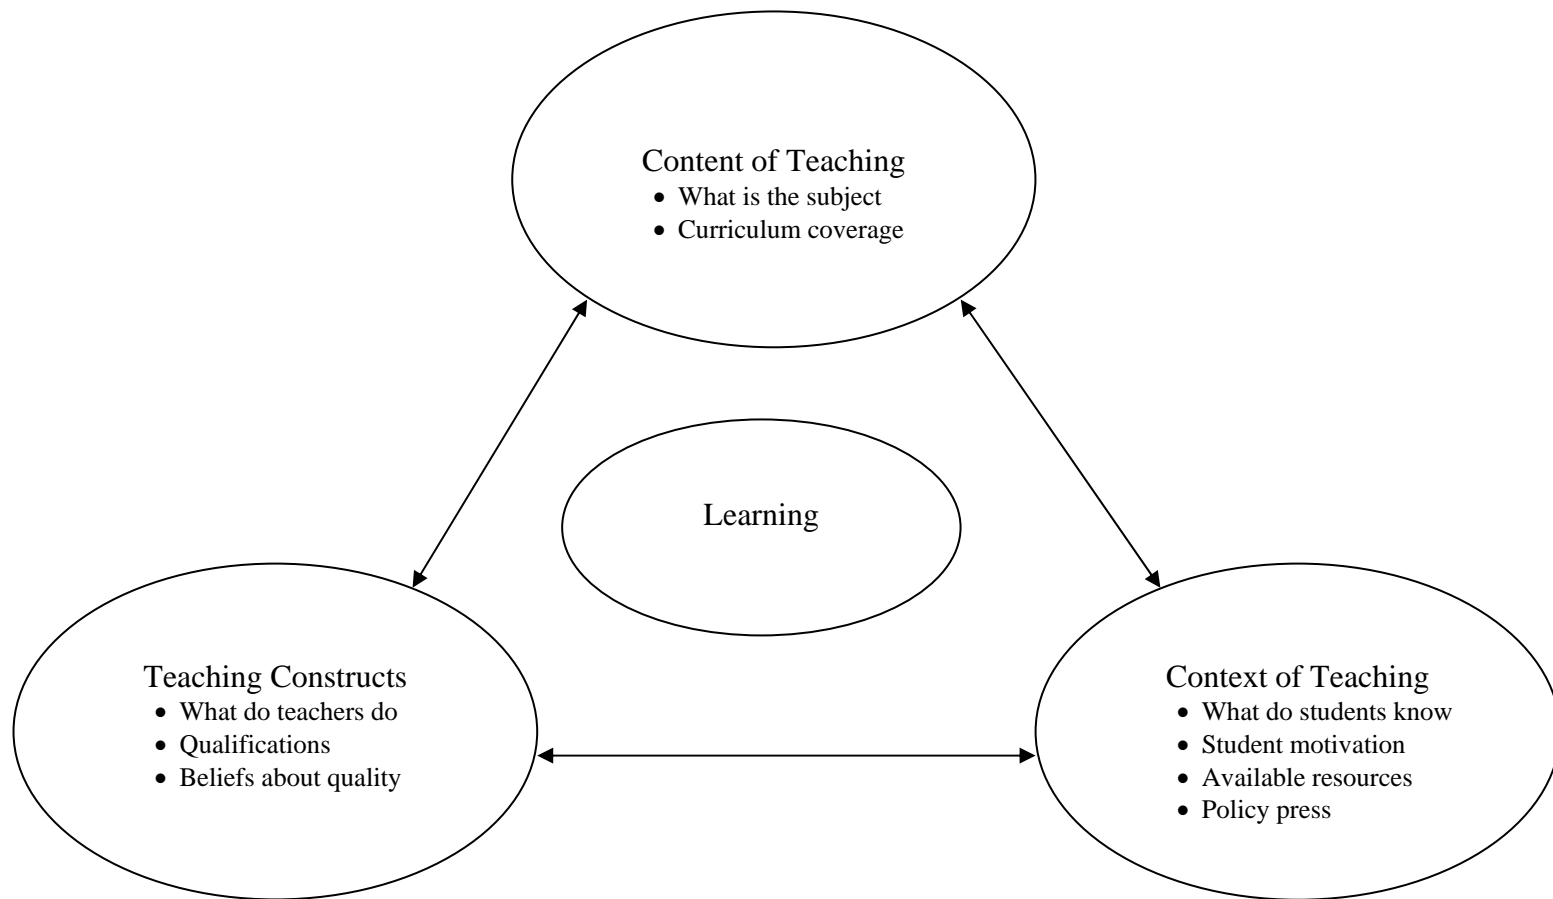 Content of Teaching
• What is the subject
• Curriculum coverage
Learning
Teaching Constructs
• What do teachers do
• Qualifications
• Beliefs about quality
Context of Teaching
• What do students know
• Student motivation
• Available resources
• Policy press